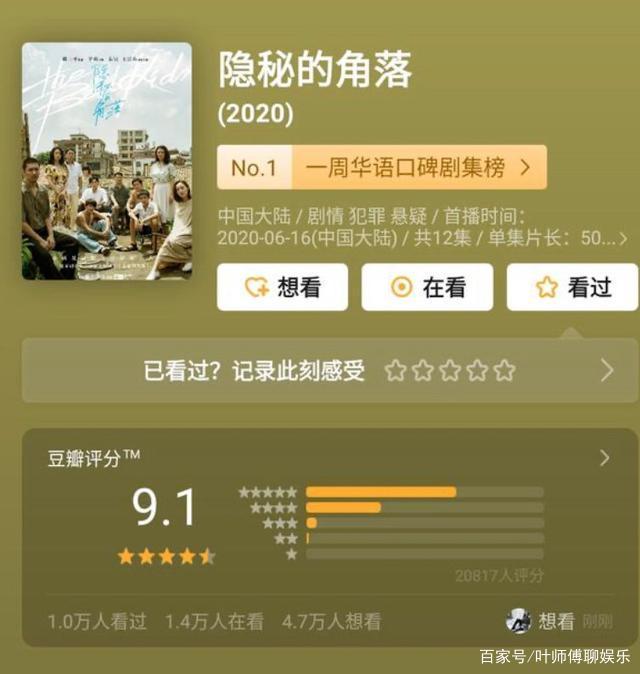 隐秘的角落
(2020)
No.1 一周华语口碑剧集榜
中国大陆 / 剧情 犯罪 悬疑 / 首播时间：
2020-06-16(中国大陆) / 共12集 / 单集片长：50...
想看 在看 看过
已看过？记录此刻感受
豆瓣评分™
9.1
20817人评分
1.0万人看过 1.4万人在看 4.7万人想看 想看 刚刚
百家号/叶师傅聊娱乐